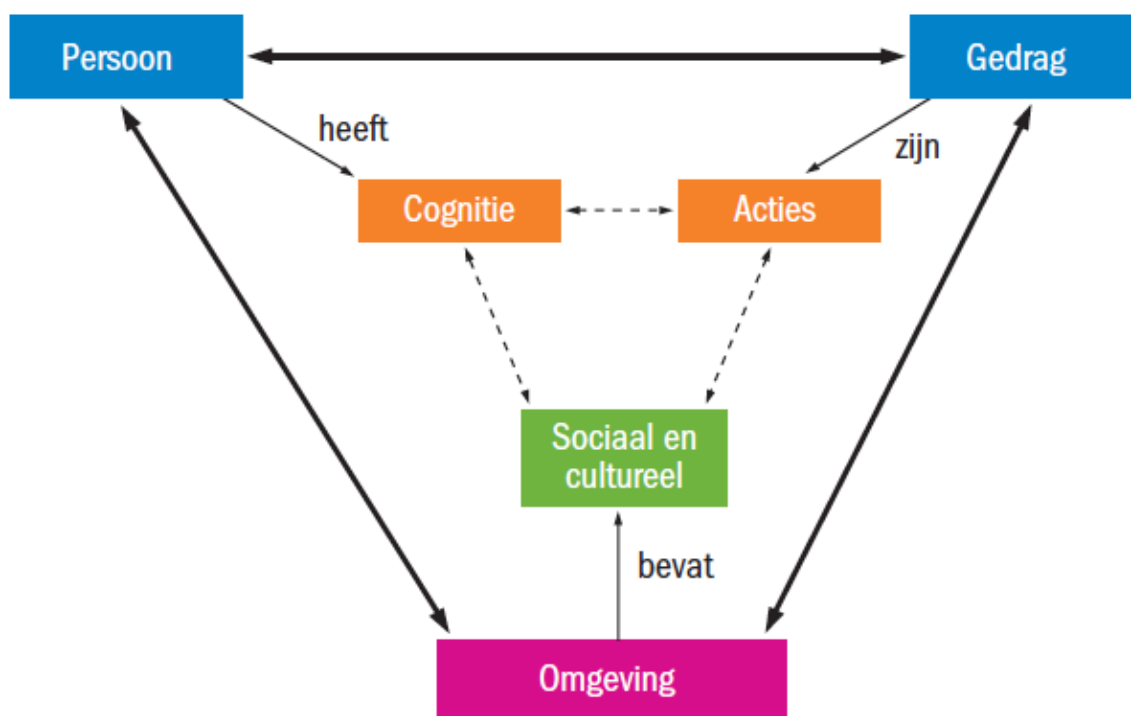 Persoon
Gedrag
heeft
zijn
Cognitie
Acties
Sociaal en
cultureel
bevat
Omgeving